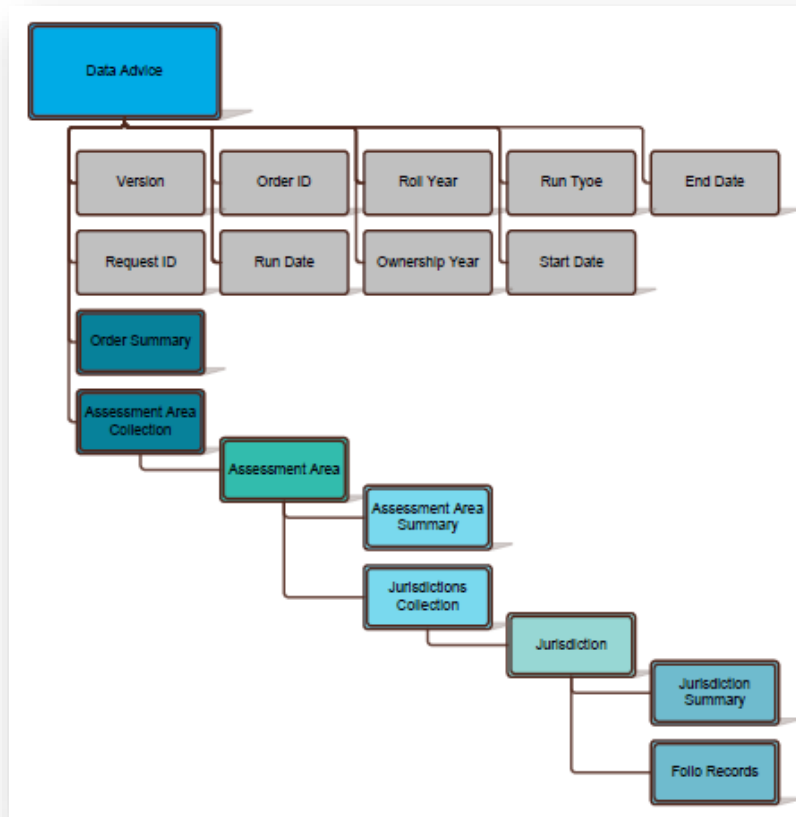 Data Advice
Version
Order ID
Roll Year
Run Tyoe
End Date
Request ID
Run Date
Ownership Year
Start Date
Order Summary
Assessment Area
Collection
Assessment Area
Assessment Area
Summary
Jurisdictions
Collection
Jurisdiction
Jurisdiction
Summary
Folio Records